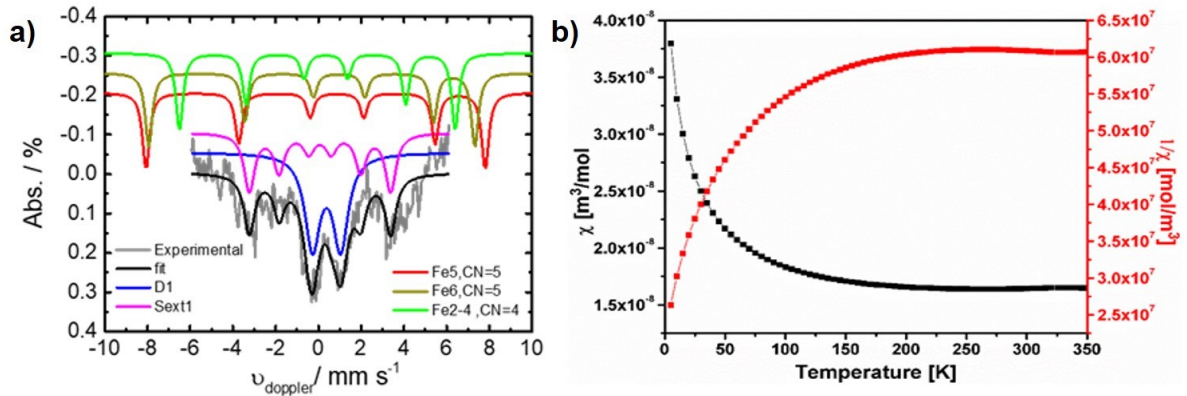 a)
-0.4
-0.3
-0.2
-0.1
0.0
0.1
0.2
0.3
0.4
Abs. / %
Experimental
fit
D1
Sext1
Fe5,CN=5
Fe6,CN=5
Fe2-4 ,CN=4
-10 -8 -6 -4 -2 0 2 4 6 8 10
υdoppler/ mm s-1
b)
4.0x10-8
3.5x10-8
3.0x10-8
2.5x10-8
2.0x10-8
1.5x10-8
χ [m3/mol]
6.5x107
6.0x107
5.5x107
5.0x107
4.5x107
4.0x107
3.5x107
3.0x107
2.5x107
1/χ [mol/m3]
0 50 100 150 200 250 300 350
Temperature [K]